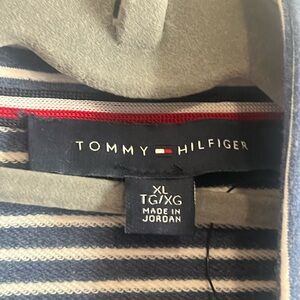 TOMMY HILFIGER
XL
TG/XG
MADE IN
JORDAN